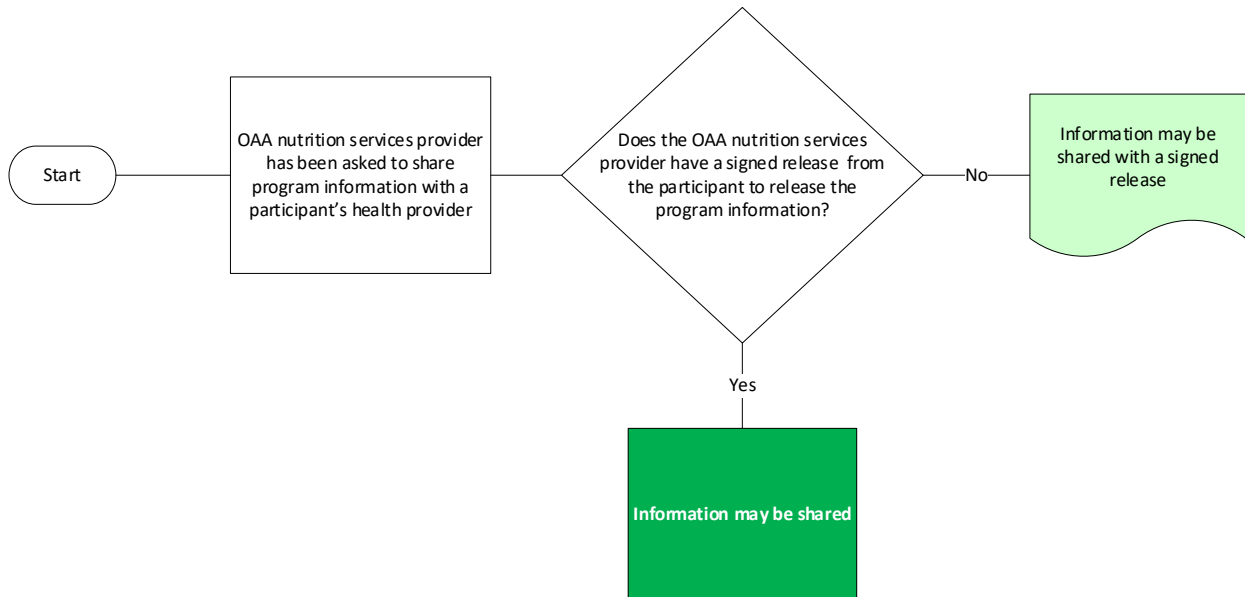 Start
OAA nutrition services provider
has been asked to share
program information with a
participant’s health provider
Does the OAA nutrition services
provider have a signed release from
the participant to release the
program information?
No
Information may be
shared with a signed
release
Yes
Information may be shared